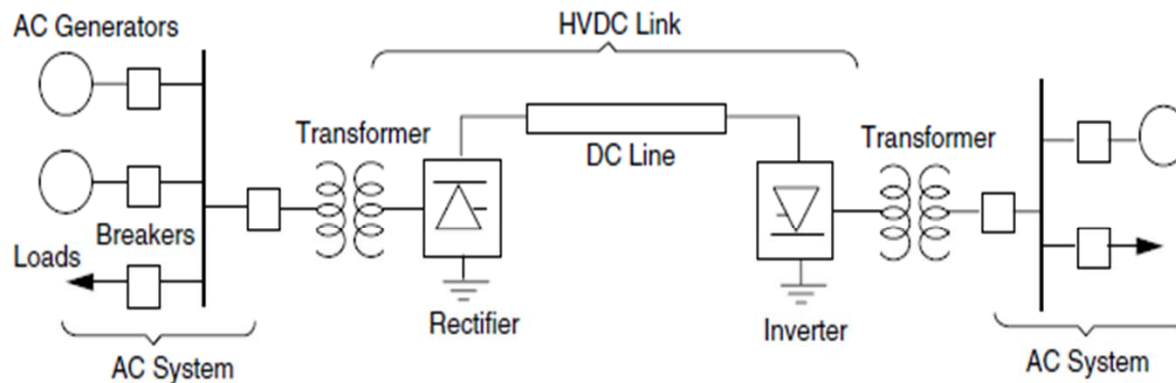 AC Generators
HVDC Link
Transformer
DC Line
Transformer
Breakers
Loads
Rectifier
Inverter
AC System
AC System